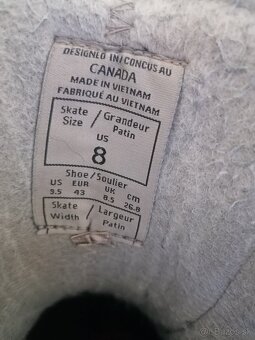 DESIGNED IN/CONCUS AU
CANADA
MADE IN VIETNAM
FABRIQUÉ AU VIETNAM
Skate / Grandeur
Size / Patin
US
8
Shoe/Soulier
US EUR UK cm
9.5 43 8.5 26.8
Skate / Largeur
Width / Patin